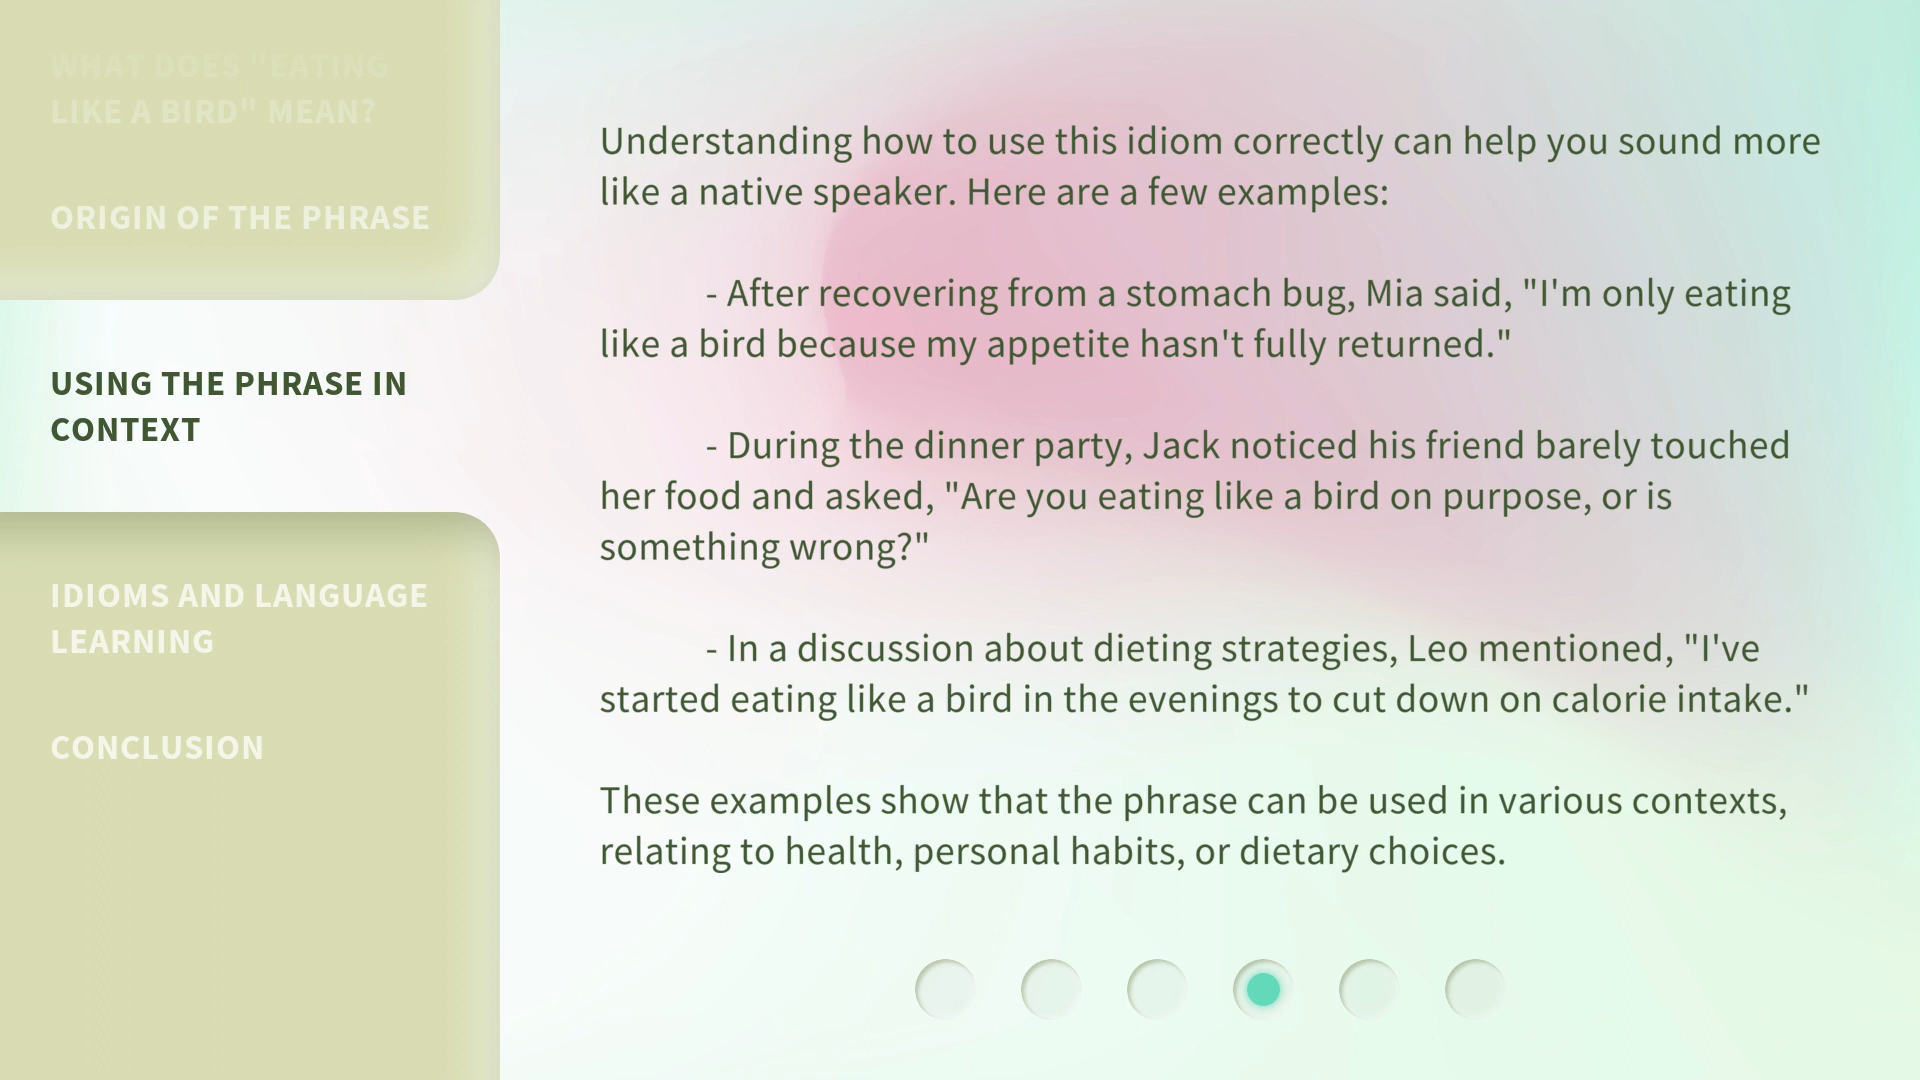 WHAT DOES "EATING
LIKE A BIRD" MEAN?
ORIGIN OF THE PHRASE
USING THE PHRASE IN
CONTEXT
IDIOMS AND LANGUAGE
LEARNING
CONCLUSION
Understanding how to use this idiom correctly can help you sound more
like a native speaker. Here are a few examples:
- After recovering from a stomach bug, Mia said, "I'm only eating
like a bird because my appetite hasn't fully returned."
- During the dinner party, Jack noticed his friend barely touched
her food and asked, "Are you eating like a bird on purpose, or is
something wrong?"
- In a discussion about dieting strategies, Leo mentioned, "I've
started eating like a bird in the evenings to cut down on calorie intake."
These examples show that the phrase can be used in various contexts,
relating to health, personal habits, or dietary choices.